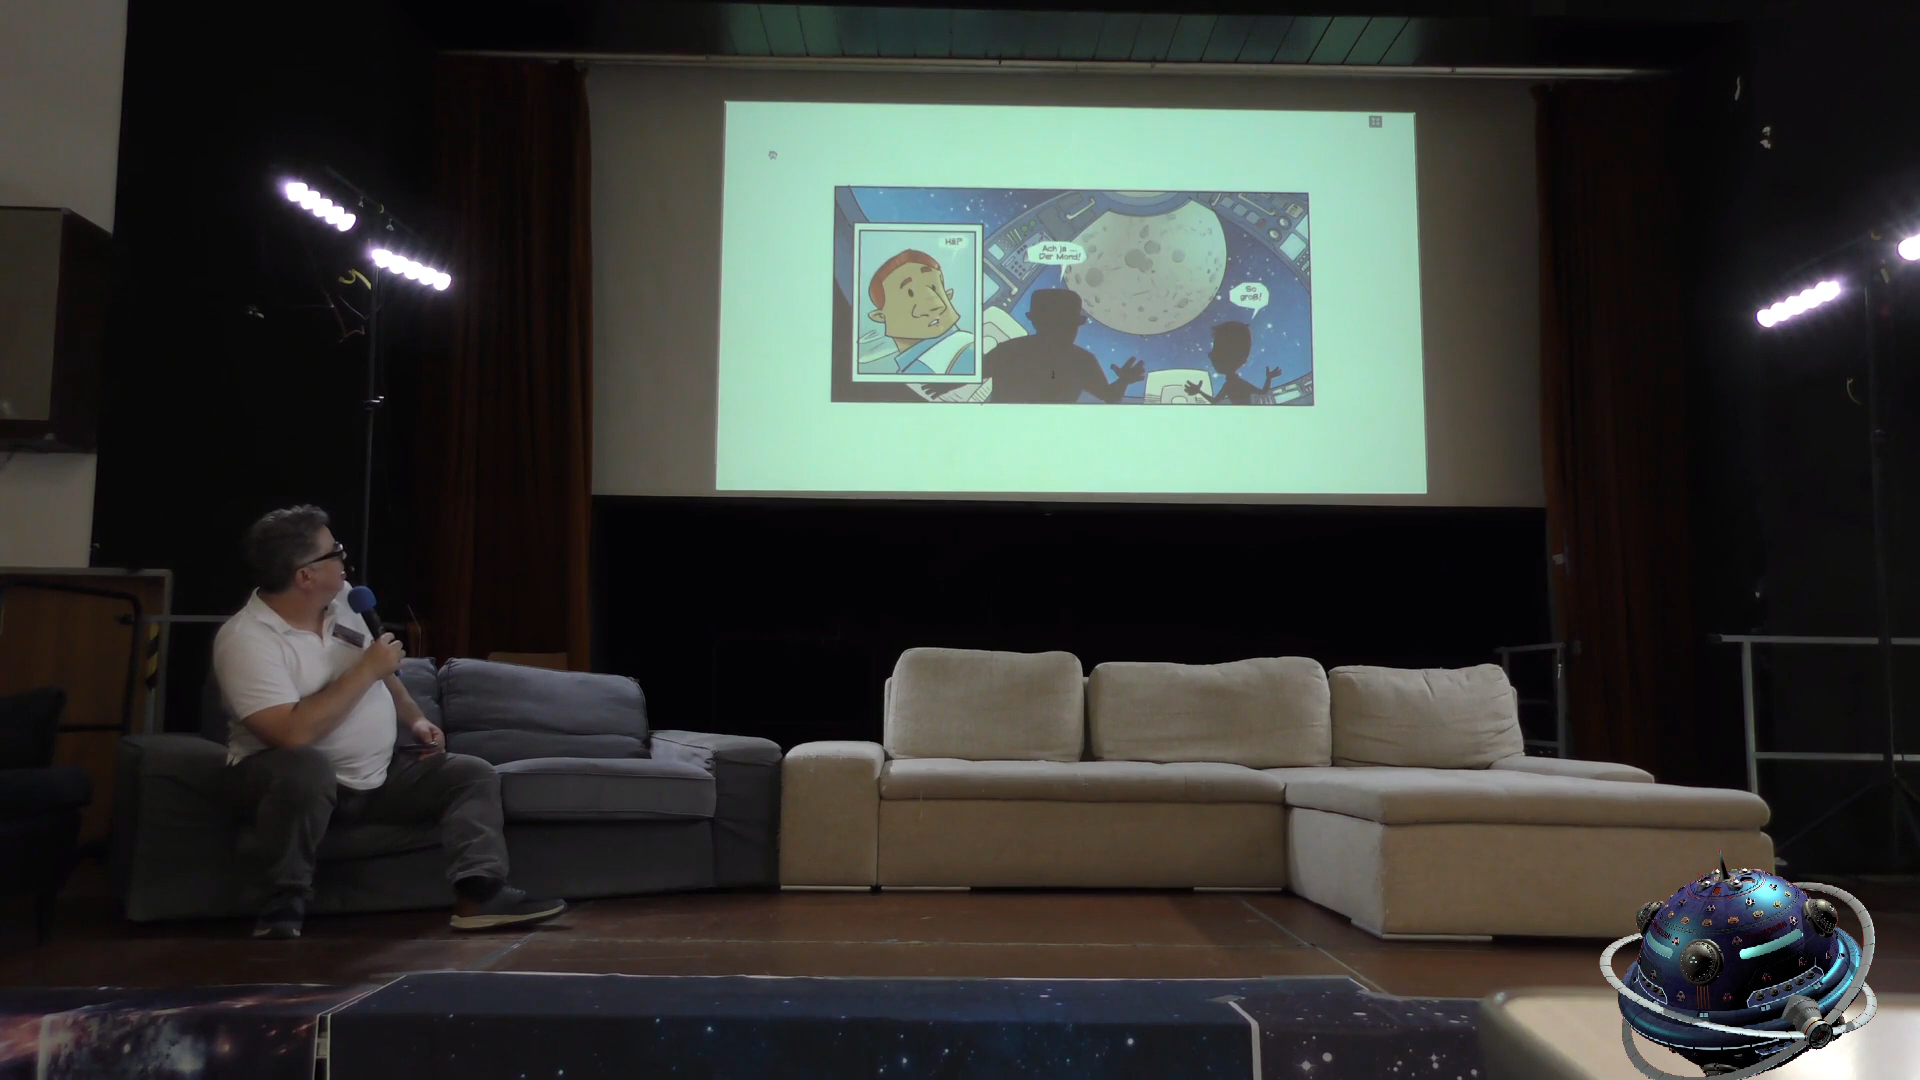 Hä?
Ach ja ...
Der Mond!
So
groß!